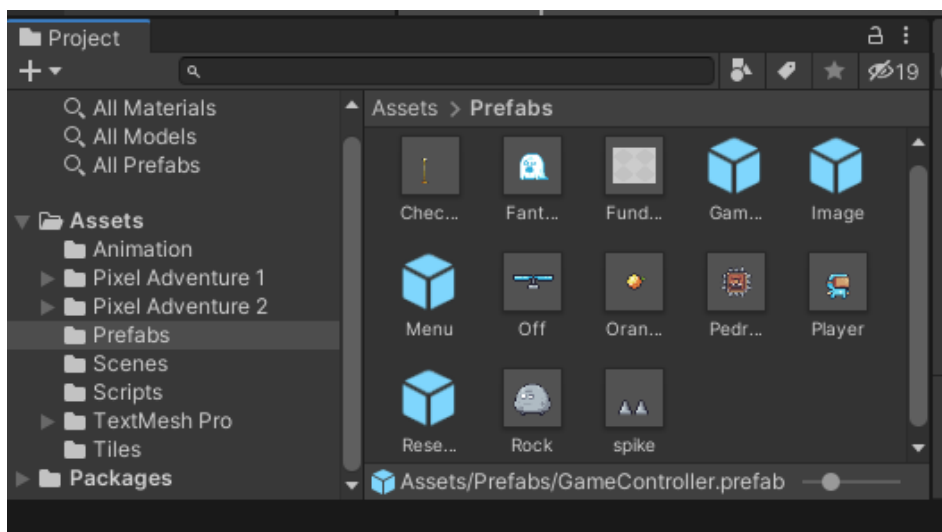 Project
19
All Materials
All Models
All Prefabs
Assets
Animation
Pixel Adventure 1
Pixel Adventure 2
Prefabs
Scenes
Scripts
TextMesh Pro
Tiles
Packages
Assets > Prefabs
Chec... Fant... Fund... Gam... Image
Menu Off Oran... Pedr... Player
Rese... Rock spike
Assets/Prefabs/GameController.prefab